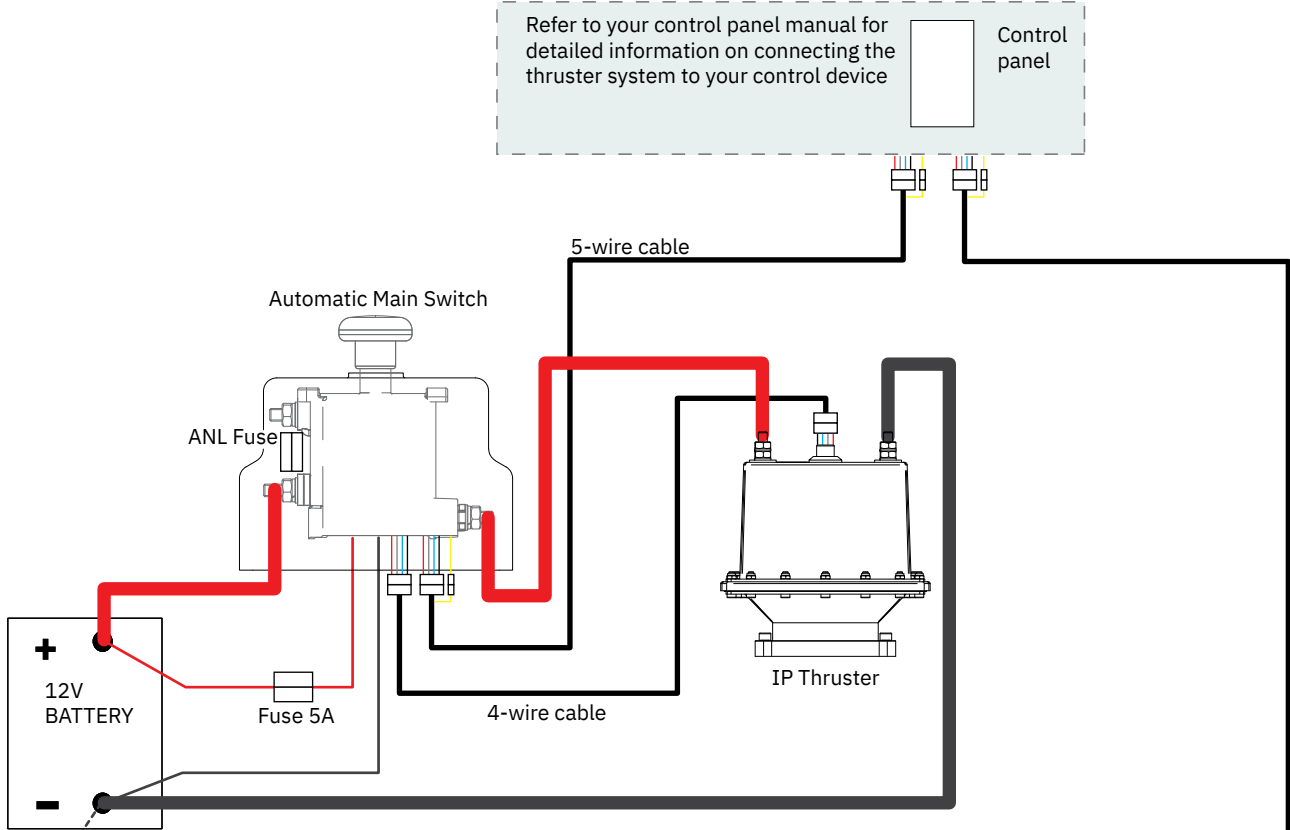 Refer to your control panel manual for
detailed information on connecting the
thruster system to your control device
Control
panel
5-wire cable
Automatic Main Switch
ANL Fuse
+
12V
BATTERY
-
Fuse 5A
4-wire cable
IP Thruster